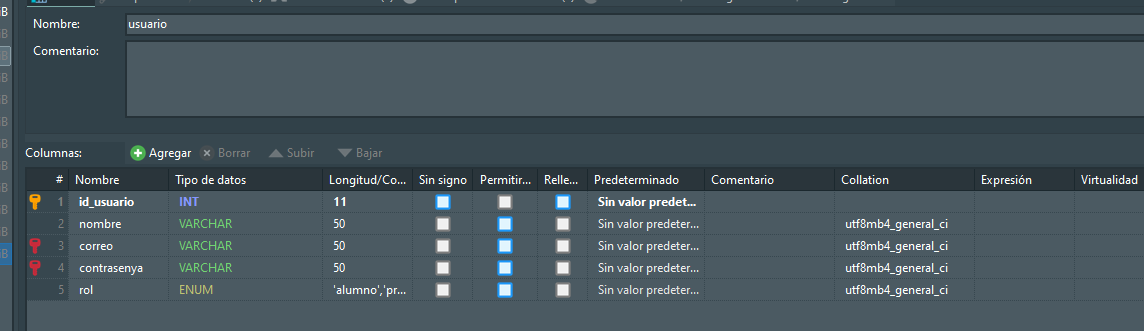 Nombre:
usuario
Comentario:
Columnas:
Agregar
Borrar
Subir
Bajar
# Nombre Tipo de datos Longitud/Co... Sin signo Permitir... Relle... Predeterminado Comentario Collation Expresión Virtualidad
1 id_usuario INT 11 Sin valor predet...
2 nombre VARCHAR 50 Sin valor predeter... utf8mb4_general_ci
3 correo VARCHAR 50 Sin valor predeter... utf8mb4_general_ci
4 contrasenya VARCHAR 50 Sin valor predeter... utf8mb4_general_ci
5 rol ENUM 'alumno','pr... Sin valor predeter... utf8mb4_general_ci